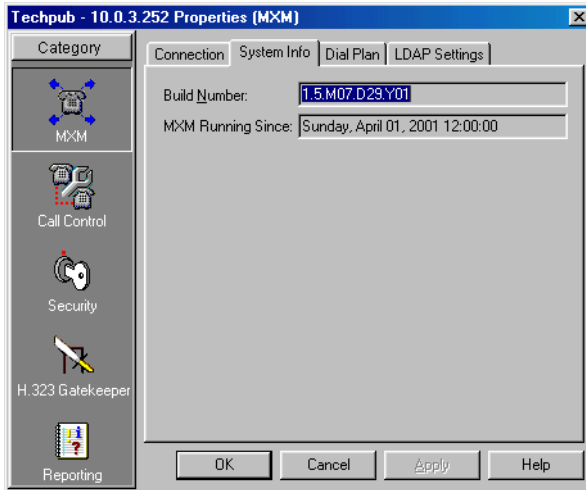 Techpub - 10.0.3.252 Properties (MXM)
Category
MXM
Call Control
Security
H.323 Gatekeeper
Reporting
Connection System Info Dial Plan LDAP Settings
Build Number: 1.5.M07.D29.Y01
MXM Running Since: Sunday, April 01, 2001 12:00:00
OK Cancel Apply Help